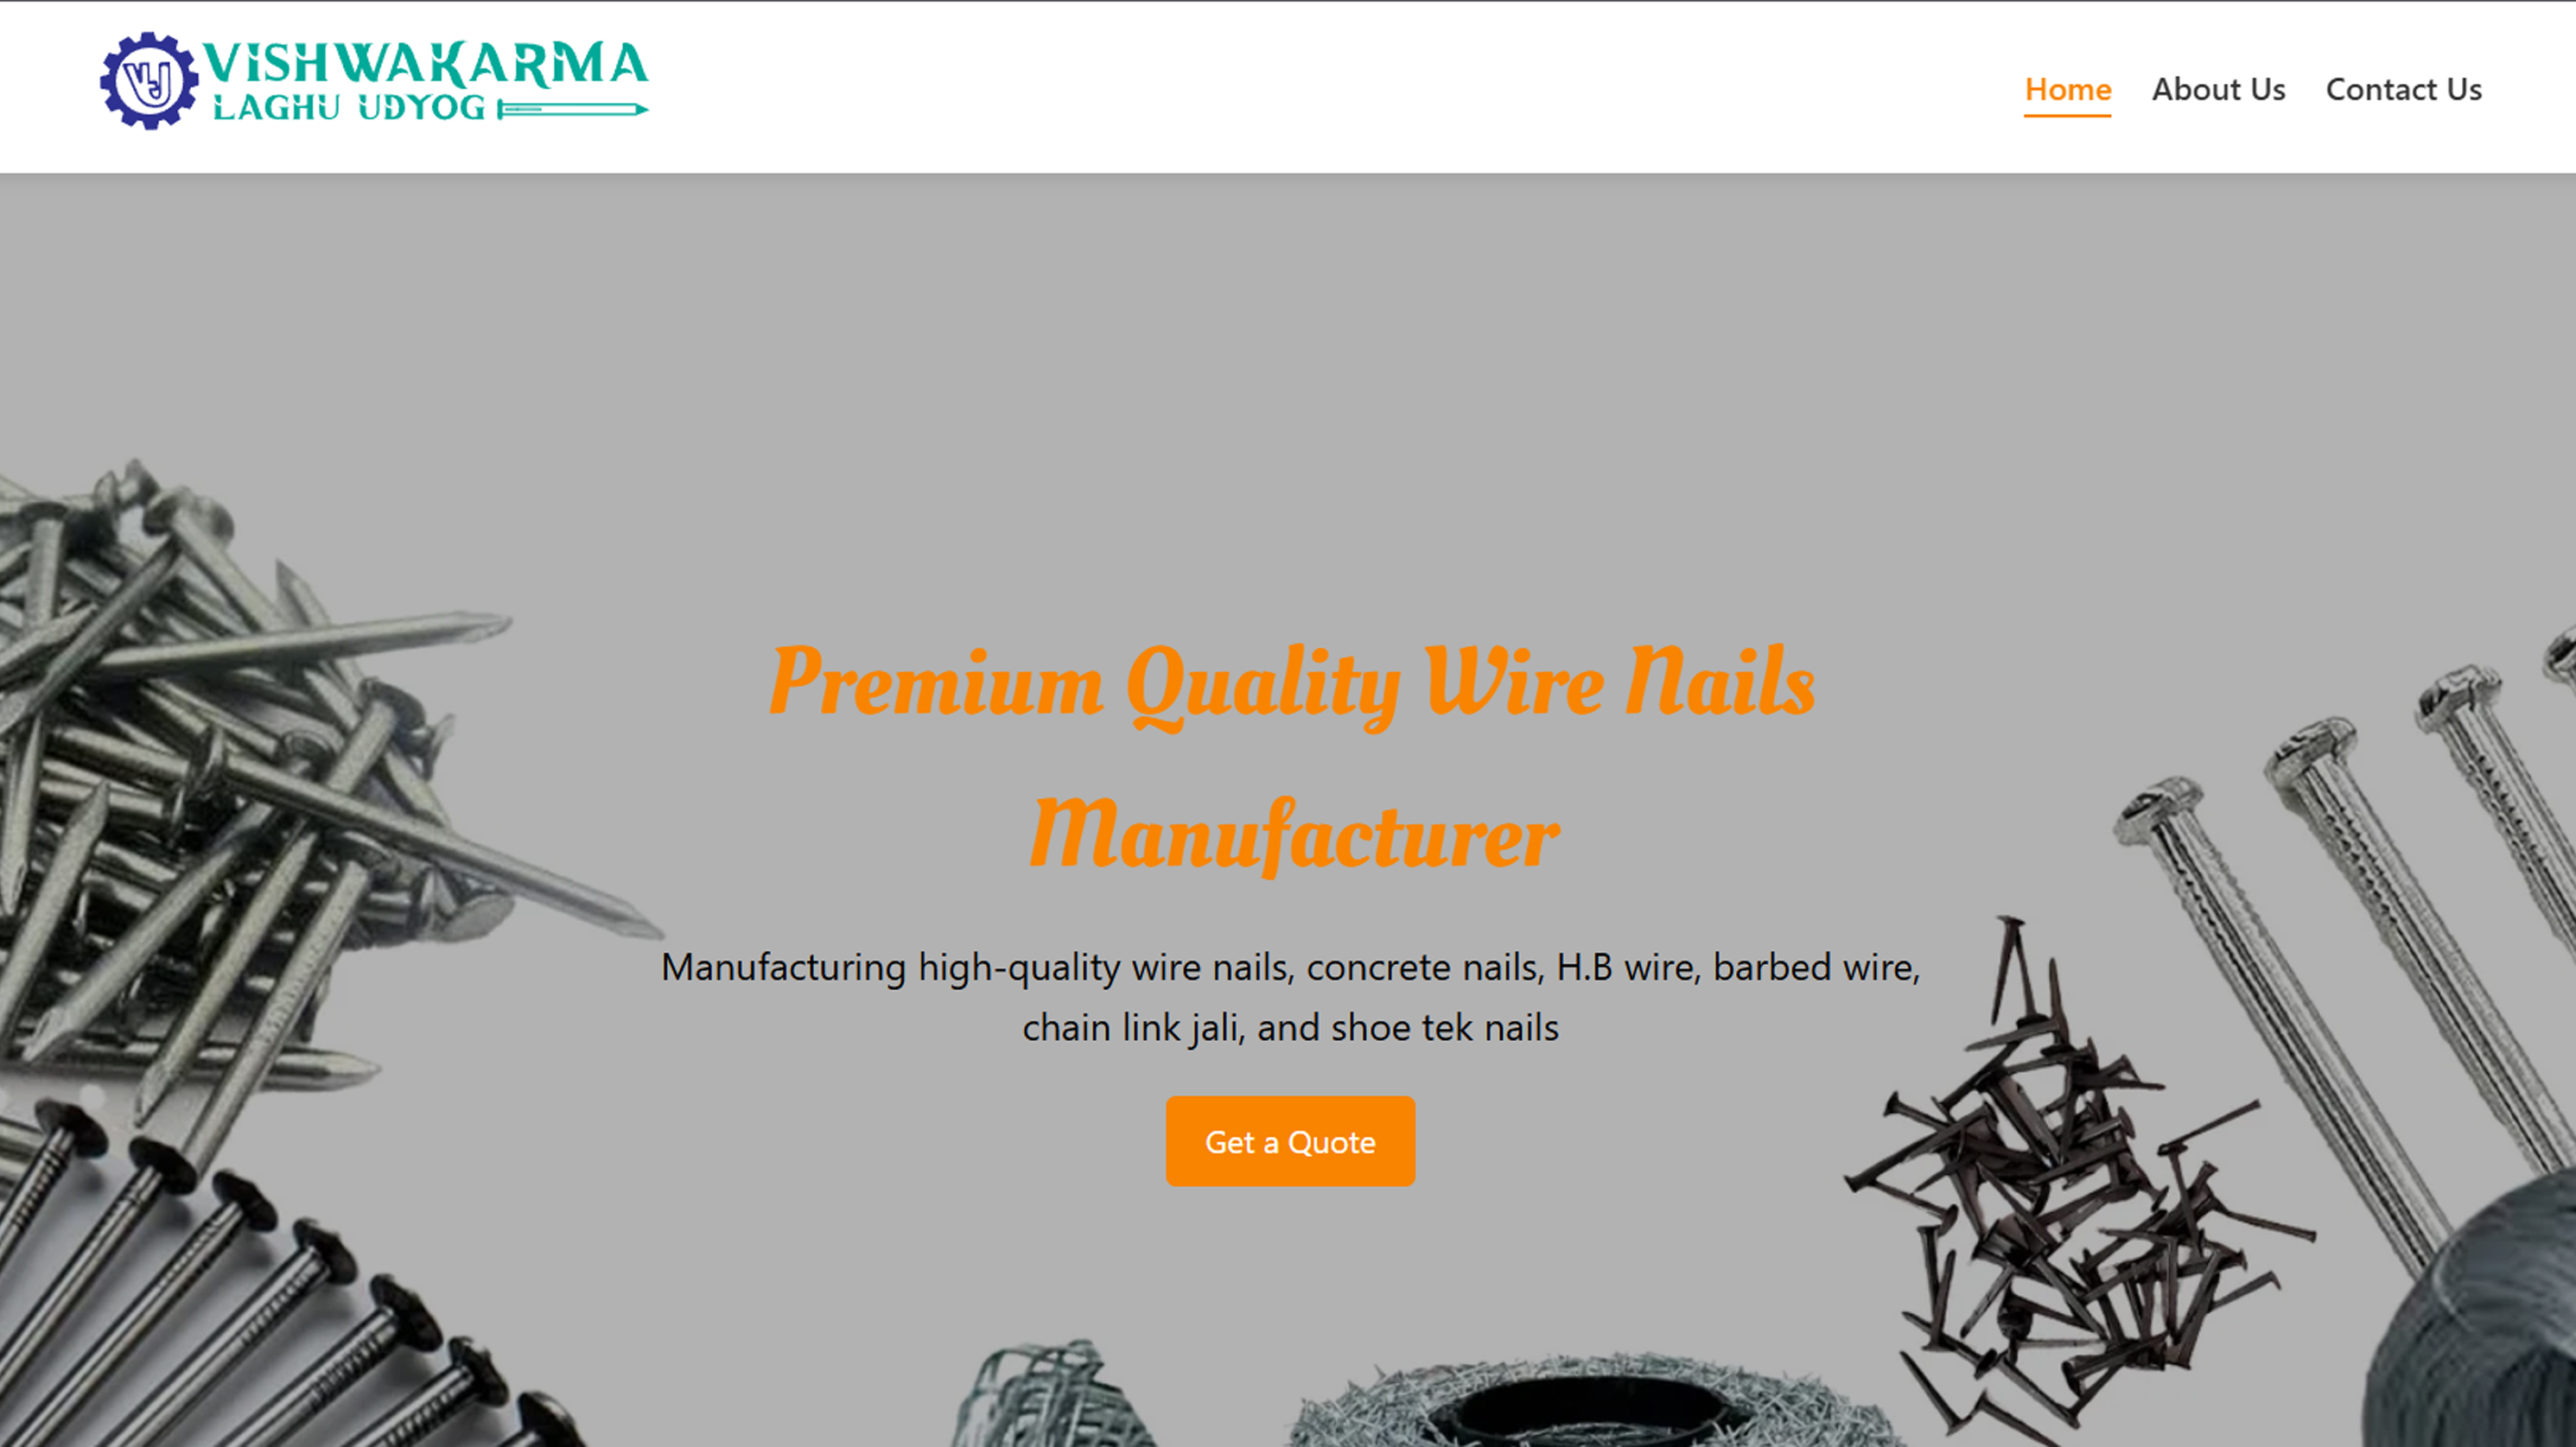 VISHWAKARMA
LAGHU UDYOG
Home About Us Contact Us
Premium Quality Wire Nails
Manufacturer
Manufacturing high-quality wire nails, concrete nails, H.B wire, barbed wire,
chain link jali, and shoe tek nails
Get a Quote